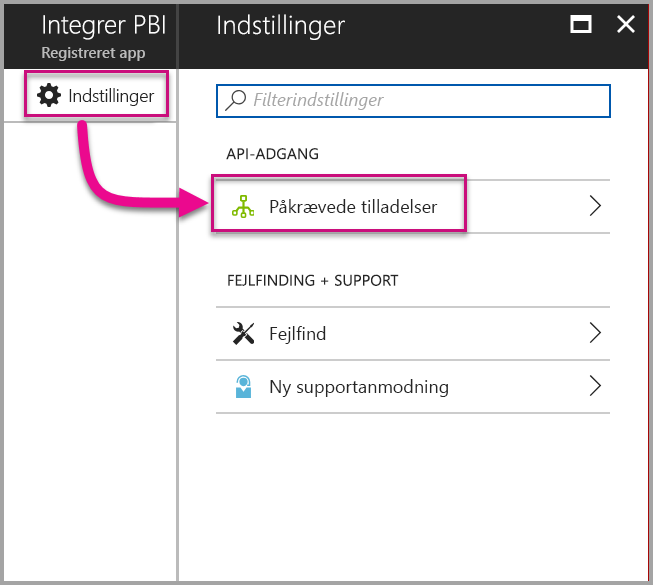 Integrer PBI
Registreret app
Indstillinger
Indstillinger
Filterindstillinger
API-ADGANG
Påkrævede tilladelser
FEJLFINDING + SUPPORT
Fejlfind
Ny supportanmodning